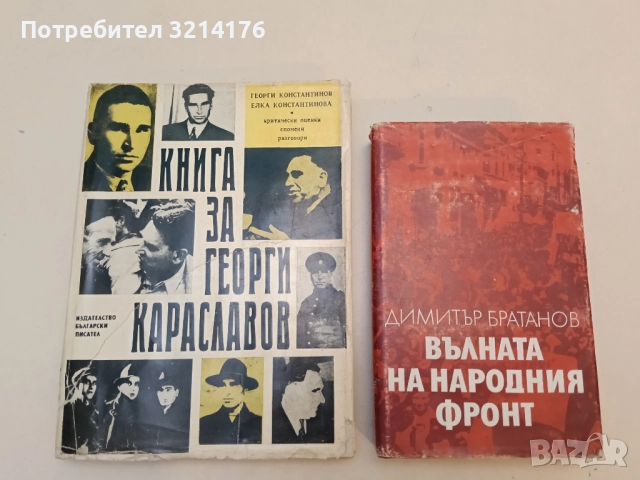 Потребител 3214176
ГЕОРГИ КОНСТАНТИНОВ
ЕЛКА КОНСТАНТИНОВА
критически оценки
спомени
разговори
КНИГА
ЗА
ГЕОРГИ
КАРАСЛАВОВ
ИЗДАТЕЛСТВО
БЪЛГАРСКИ
ПИСАТЕЛ
ДИМИТЪР БРАТАНОВ
ВЪЛНАТА
НА НАРОДНИЯ
ФРОНТ
BAZAR